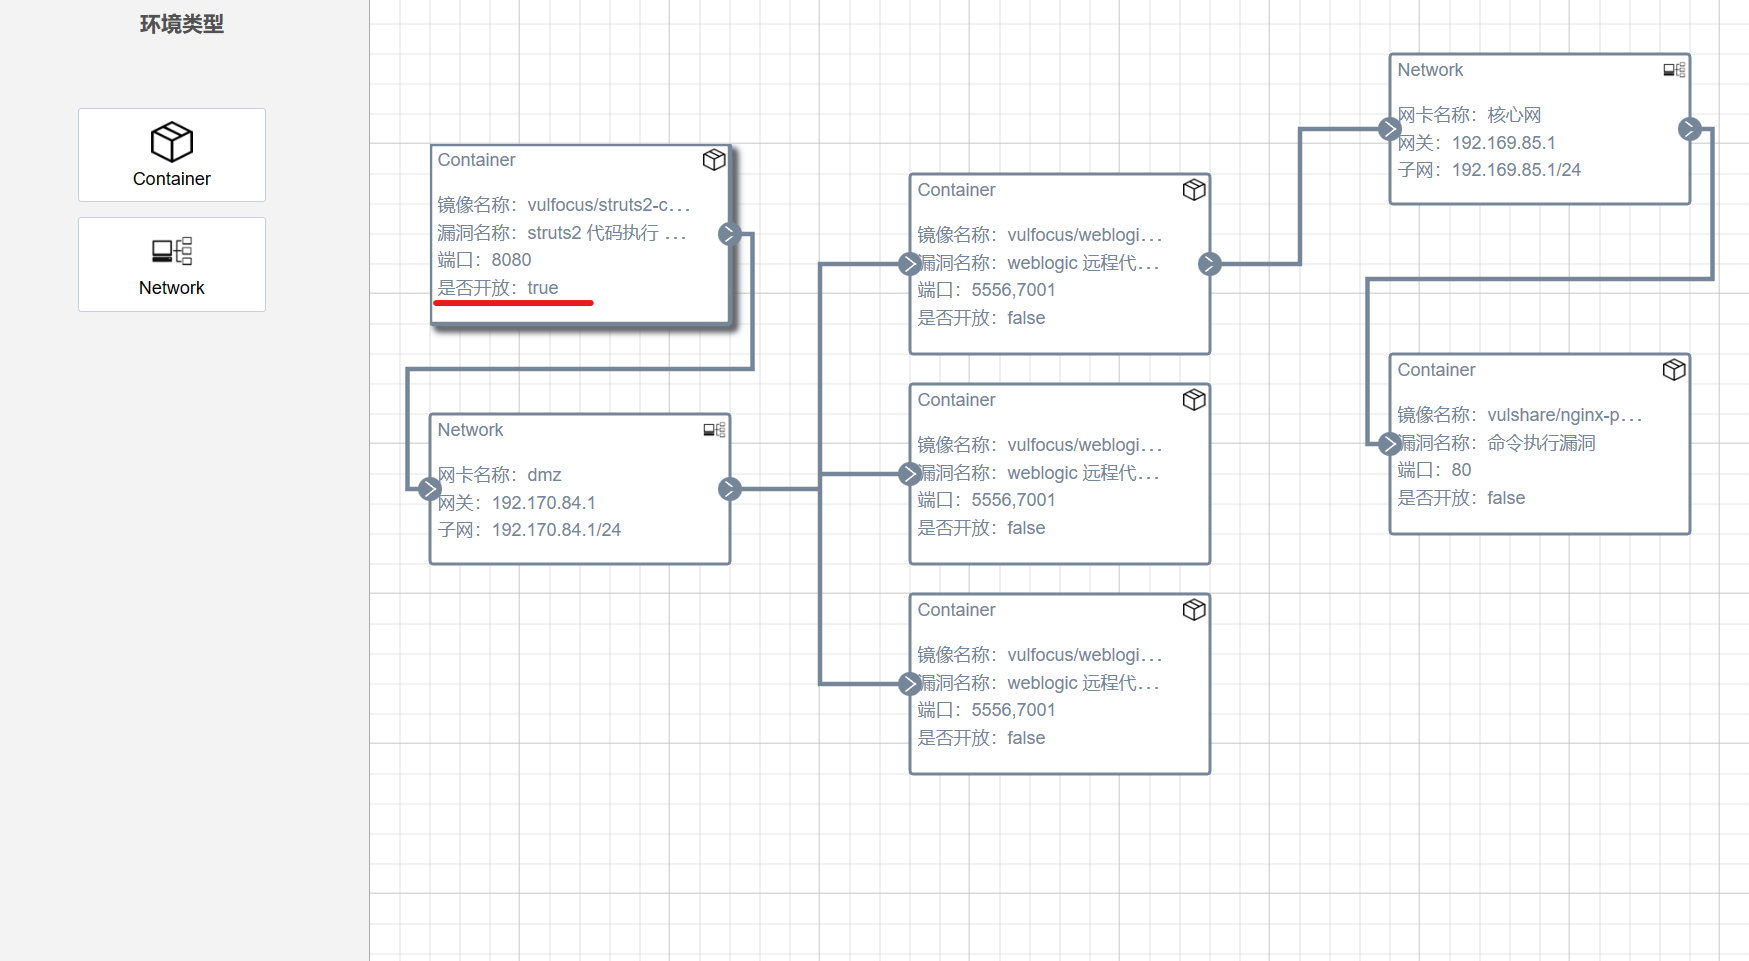 环境类型
Container
Network
Container
镜像名称：vulfocus/struts2-c...
漏洞名称：struts2 代码执行 ...
端口：8080
是否开放：true
Network
网卡名称：dmz
网关：192.170.84.1
子网：192.170.84.1/24
Container
镜像名称：vulfocus/weblogi...
漏洞名称：weblogic 远程代...
端口：5556,7001
是否开放：false
Container
镜像名称：vulfocus/weblogi...
漏洞名称：weblogic 远程代...
端口：5556,7001
是否开放：false
Container
镜像名称：vulfocus/weblogi...
漏洞名称：weblogic 远程代...
端口：5556,7001
是否开放：false
Network
网卡名称：核心网
网关：192.169.85.1
子网：192.169.85.1/24
Container
镜像名称：vulshare/nginx-p...
漏洞名称：命令执行漏洞
端口：80
是否开放：false